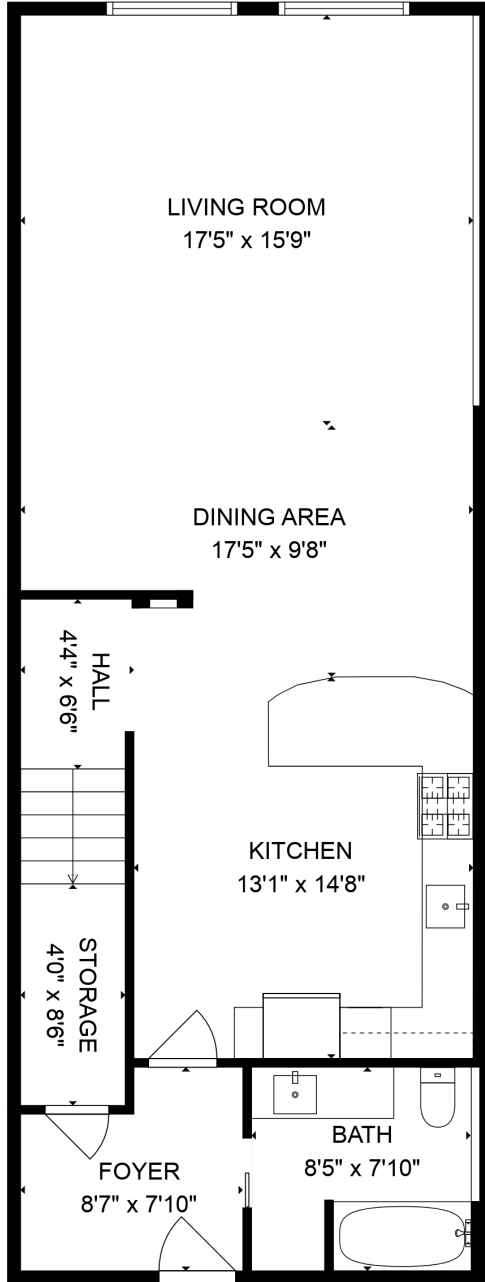 LIVING ROOM
17'5" x 15'9"
DINING AREA
17'5" x 9'8"
HALL
4'4" x 6'6"
KITCHEN
13'1" x 14'8"
STORAGE
4'0" x 8'6"
BATH
8'5" x 7'10"
FOYER
8'7" x 7'10"